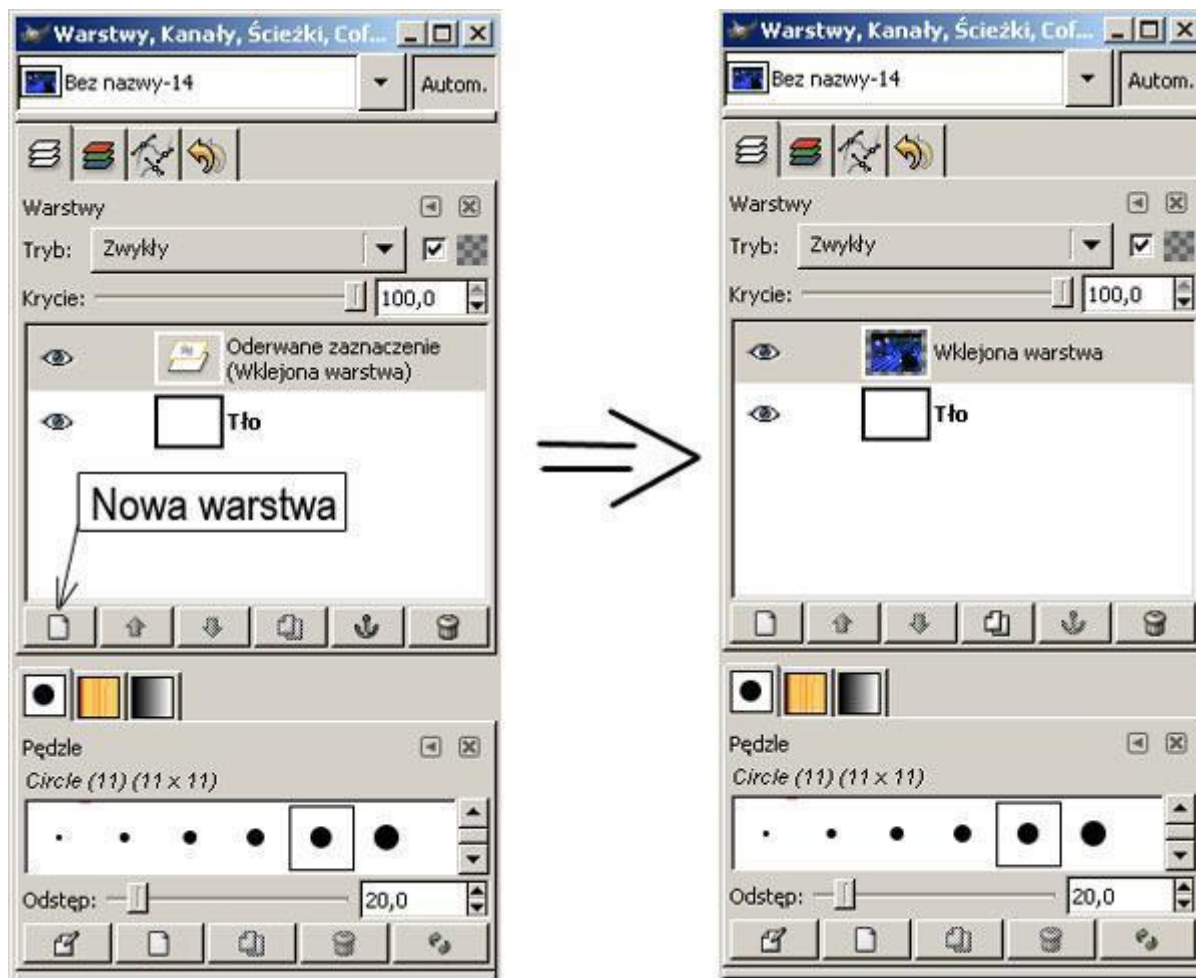 Warstwy, Kanały, Ścieżki, Cof...
Bez nazwy-14
Autom.
Warstwy
Tryb: Zwykły
Krycie: 100,0
Oderwane zaznaczenie
(Wklejona warstwa)
Tło
Nowa warstwa
Pędzle
Circle (11) (11 x 11)
Odstęp: 20,0
Warstwy, Kanały, Ścieżki, Cof...
Bez nazwy-14
Autom.
Warstwy
Tryb: Zwykły
Krycie: 100,0
Wklejona warstwa
Tło
Pędzle
Circle (11) (11 x 11)
Odstęp: 20,0